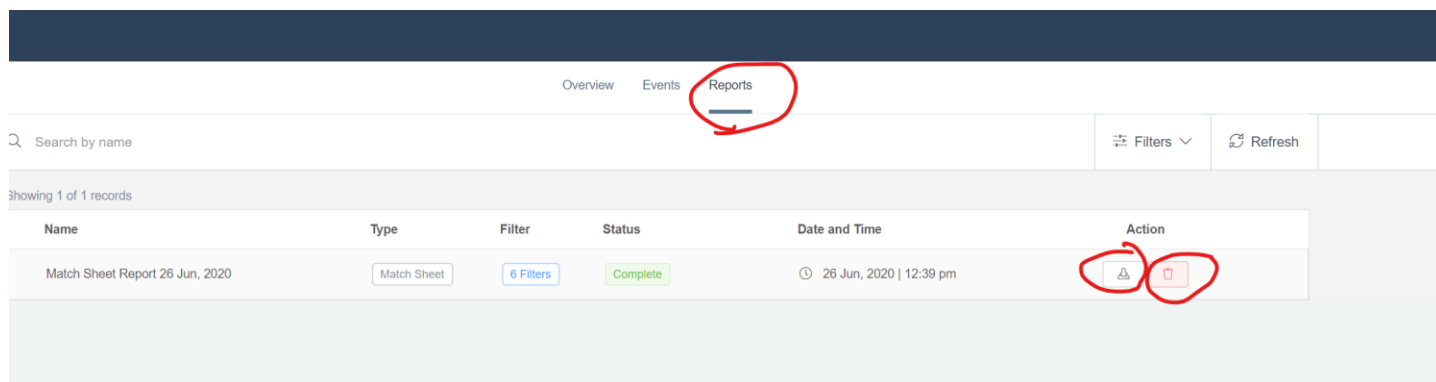 Overview Events Reports
Search by name Filters Refresh
Showing 1 of 1 records
Name Type Filter Status Date and Time Action
Match Sheet Report 26 Jun, 2020 Match Sheet 6 Filters Complete 26 Jun, 2020 | 12:39 pm